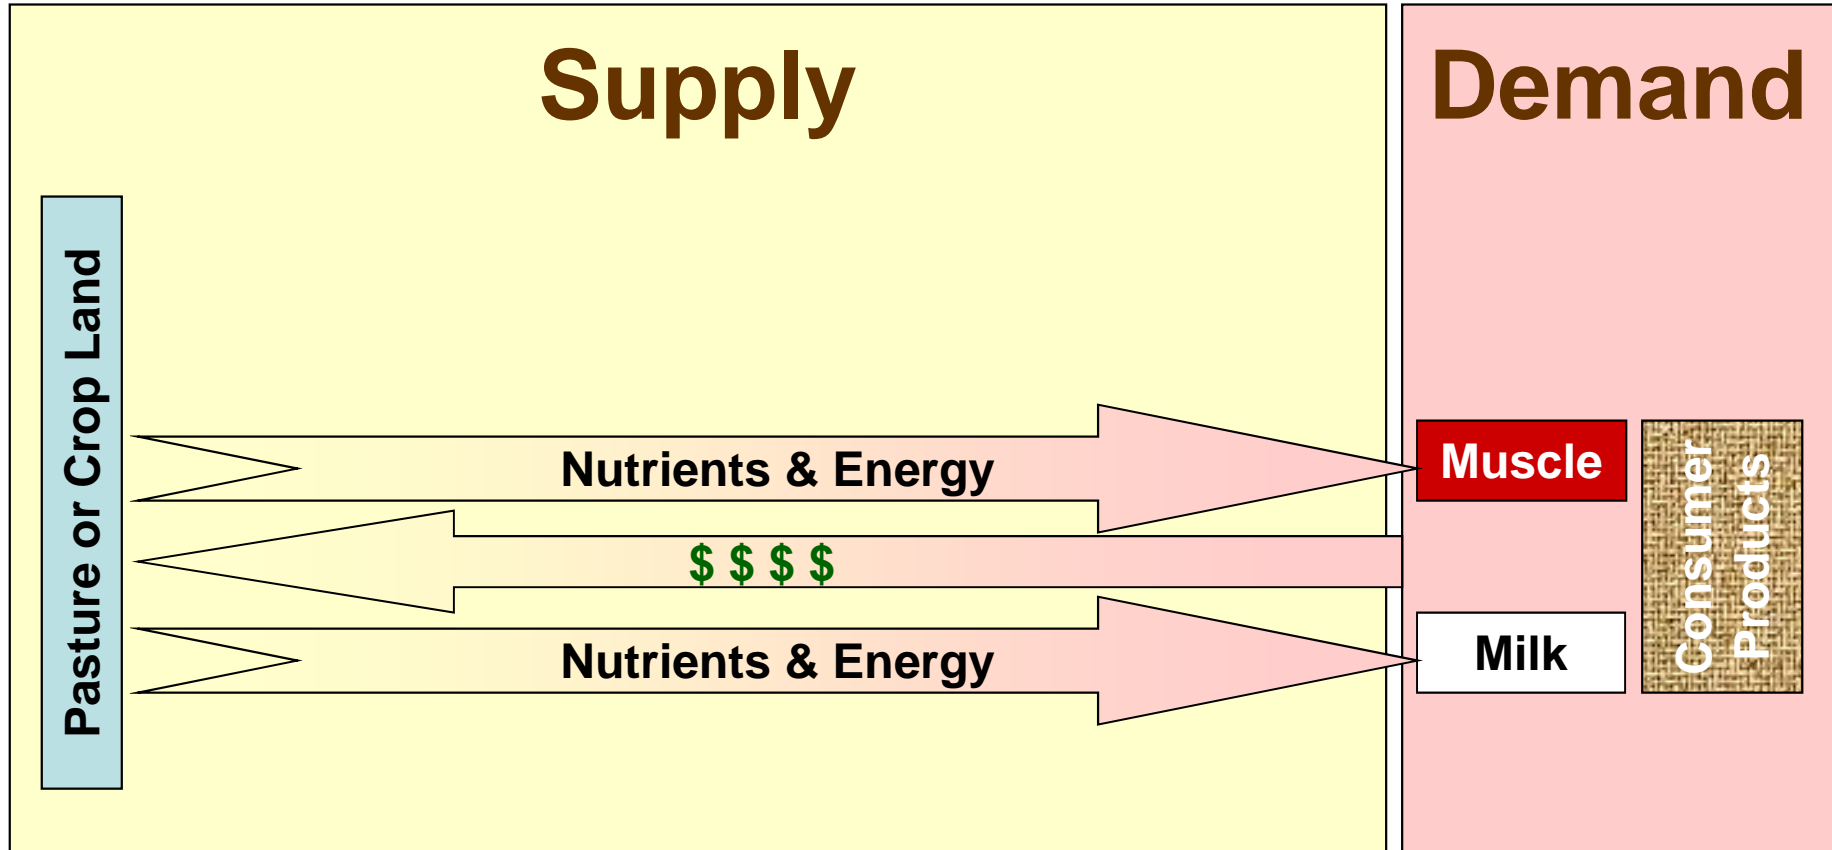 Supply
Demand
Pasture or Crop Land
Nutrients & Energy
$ $ $ $
Nutrients & Energy
Muscle
Milk
Consumer
Products